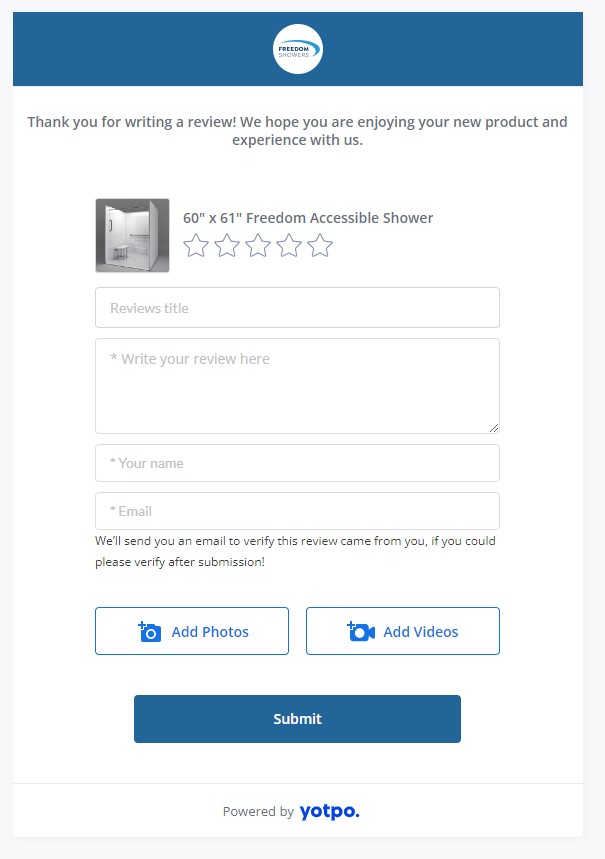 FREEDOM
SHOWERS
Thank you for writing a review! We hope you are enjoying your new product and
experience with us.
60" x 61" Freedom Accessible Shower
Reviews title
* Write your review here
* Your name
* Email
We'll send you an email to verify this review came from you, if you could
please verify after submission!
Add Photos
Add Videos
Submit
Powered by yotpo.